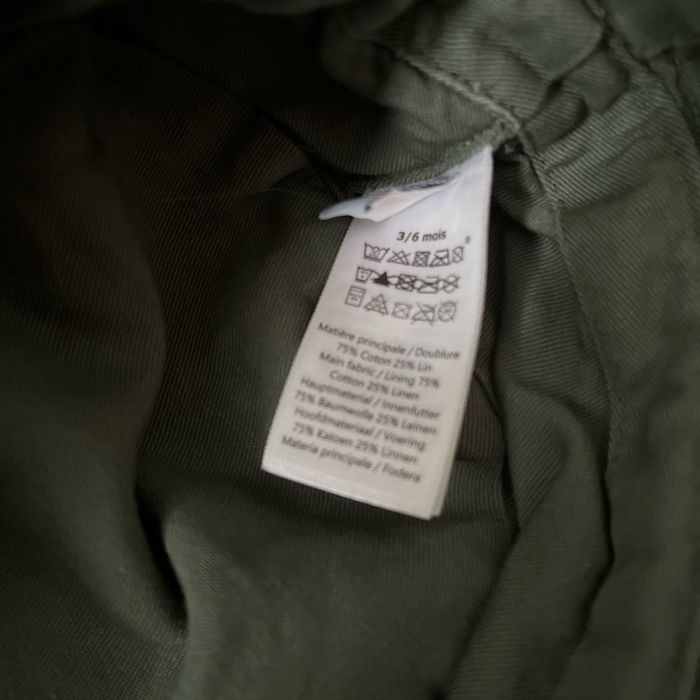 3/6 mois
Matière principale / Doublure
75% Coton 25% Lin
Main fabric / Lining 75%
Cotton 25% Linen
Hauptmaterial / Innenfutter
75% Baumwolle 25% Leinen
Hoofdmateriaal / Voering
75% Katoen 25% Linnen
Materia principale / Fodera